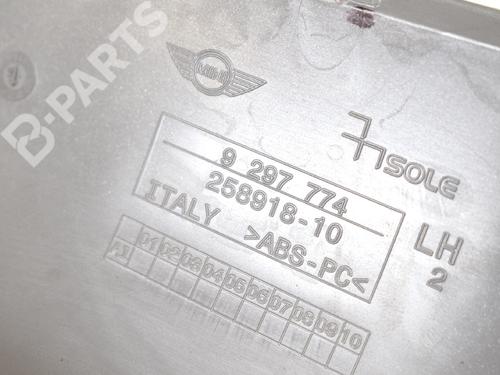 B-PARTS
MINI
SOLE
9 297 774
258918-10
ITALY >ABS-PC<
LH
2
01 02 03 04 05 06 07 08 09 10